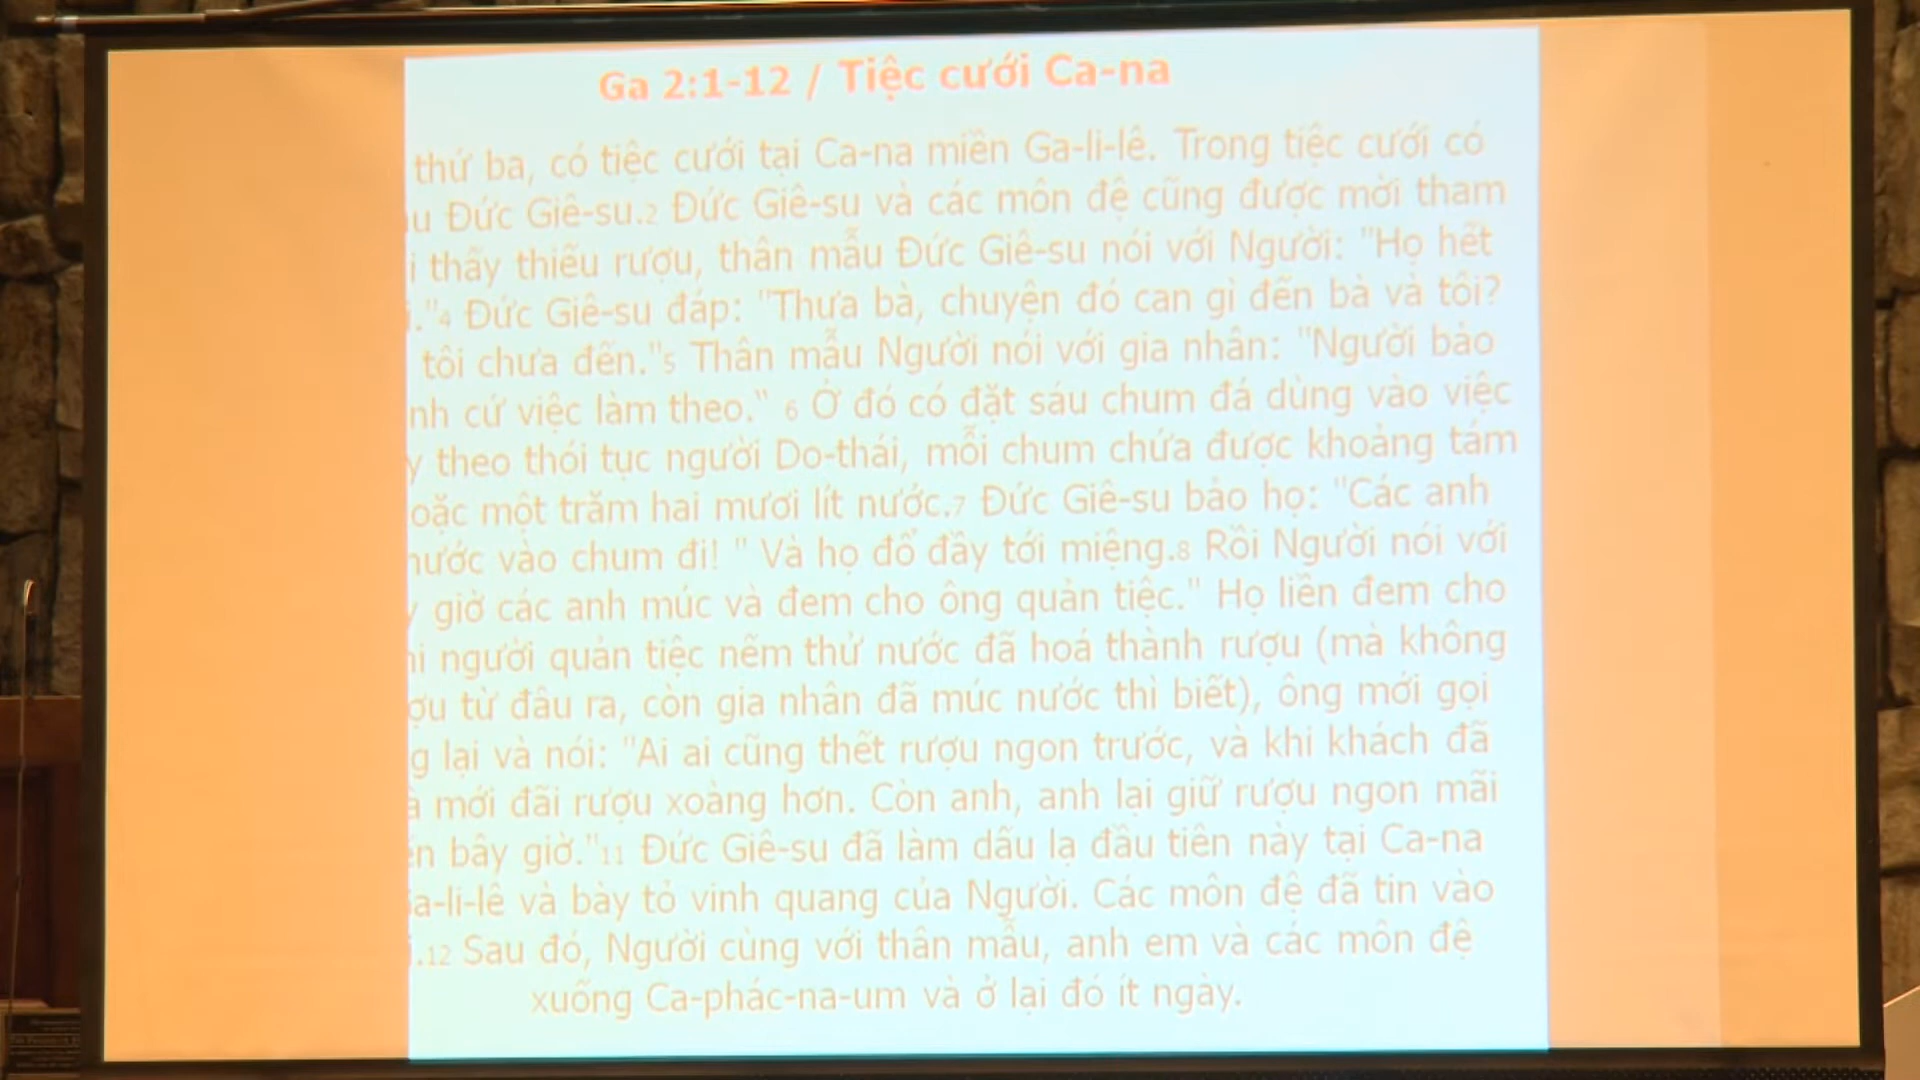 Ga 2:1-12 / Tiệc cưới Ca-na
thứ ba, có tiệc cưới tại Ca-na miền Ga-li-lê. Trong tiệc cưới có
u Đức Giê-su.2 Đức Giê-su và các môn đệ cũng được mời tham
i thấy thiếu rượu, thân mẫu Đức Giê-su nói với Người: "Họ hết
."4 Đức Giê-su đáp: "Thưa bà, chuyện đó can gì đến bà và tôi?
tôi chưa đến."5 Thân mẫu Người nói với gia nhân: "Người bảo
nh cứ việc làm theo." 6 Ở đó có đặt sáu chum đá dùng vào việc
y theo thói tục người Do-thái, mỗi chum chứa được khoảng tám
oặc một trăm hai mươi lít nước.7 Đức Giê-su bảo họ: "Các anh
nước vào chum đi! " Và họ đổ đầy tới miệng.8 Rồi Người nói với
giờ các anh múc và đem cho ông quản tiệc." Họ liền đem cho
i người quản tiệc nếm thử nước đã hoá thành rượu (mà không
ợu từ đâu ra, còn gia nhân đã múc nước thì biết), ông mới gọi
g lại và nói: "Ai ai cũng thết rượu ngon trước, và khi khách đã
à mới đãi rượu xoàng hơn. Còn anh, anh lại giữ rượu ngon mãi
n bây giờ."11 Đức Giê-su đã làm dấu lạ đầu tiên này tại Ca-na
a-li-lê và bày tỏ vinh quang của Người. Các môn đệ đã tin vào
.12 Sau đó, Người cùng với thân mẫu, anh em và các môn đệ
xuống Ca-phác-na-um và ở lại đó ít ngày.